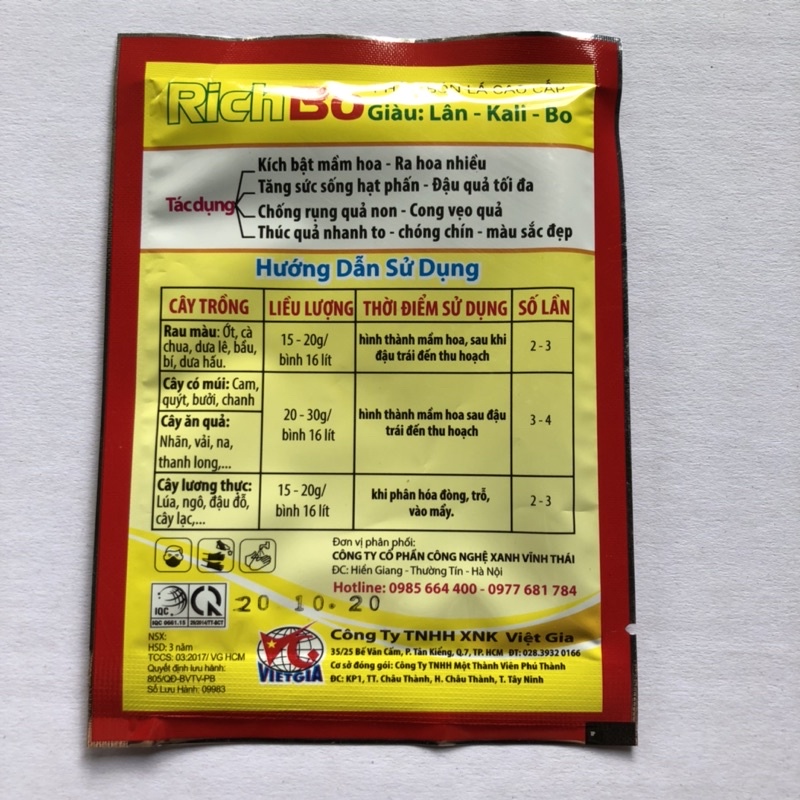 RichBo
PHÂN BÓN LÁ CAO CẤP
Giàu: Lân - Kali - Bo
Tác dụng
Kích bật mầm hoa - Ra hoa nhiều
Tăng sức sống hạt phấn - Đậu quả tối đa
Chống rụng quả non - Cong vẹo quả
Thúc quả nhanh to - chóng chín - màu sắc đẹp
Hướng Dẫn Sử Dụng
CÂY TRỒNG LIỀU LƯỢNG THỜI ĐIỂM SỬ DỤNG SỐ LẦN
Rau màu: Ớt, cà
chua, dưa lê, bầu,
bí, dưa hấu.
15 - 20g/
bình 16 lít
hình thành mầm hoa, sau khi
đậu trái đến thu hoạch
2 - 3
Cây có múi: Cam,
quýt, bưởi, chanh
Cây ăn quả:
Nhãn, vải, na,
thanh long,...
20 - 30g/
bình 16 lít
hình thành mầm hoa sau đậu
trái đến thu hoạch
3 - 4
Cây lương thực:
Lúa, ngô, đậu đỗ,
cây lạc,...
15 - 20g/
bình 16 lít
khi phân hóa đòng, trỗ,
vào mẩy.
2 - 3
Đơn vị phân phối:
CÔNG TY CỔ PHẦN CÔNG NGHỆ XANH VĨNH THÁI
ĐC: Hiền Giang - Thường Tín - Hà Nội
Hotline: 0985 664 400 - 0977 681 784
IQC
20 10.20
NSX:
HSD: 3 năm
TCCS: 03:2017/ VG HCM
Quyết định lưu hành:
805/QĐ-BVTV-PB
Số Lưu Hành: 09983
VG
VIETGIA
Công Ty TNHH XNK Việt Gia
35/25 Bế Văn Cấm, P. Tân Kiểng, Q.7, TP. HCM ĐT: 028.3932 0166
Cơ sở đóng gói: Công Ty TNHH Một Thành Viên Phú Thành
ĐC: KP1, TT. Châu Thành, H. Châu Thành, T. Tây Ninh